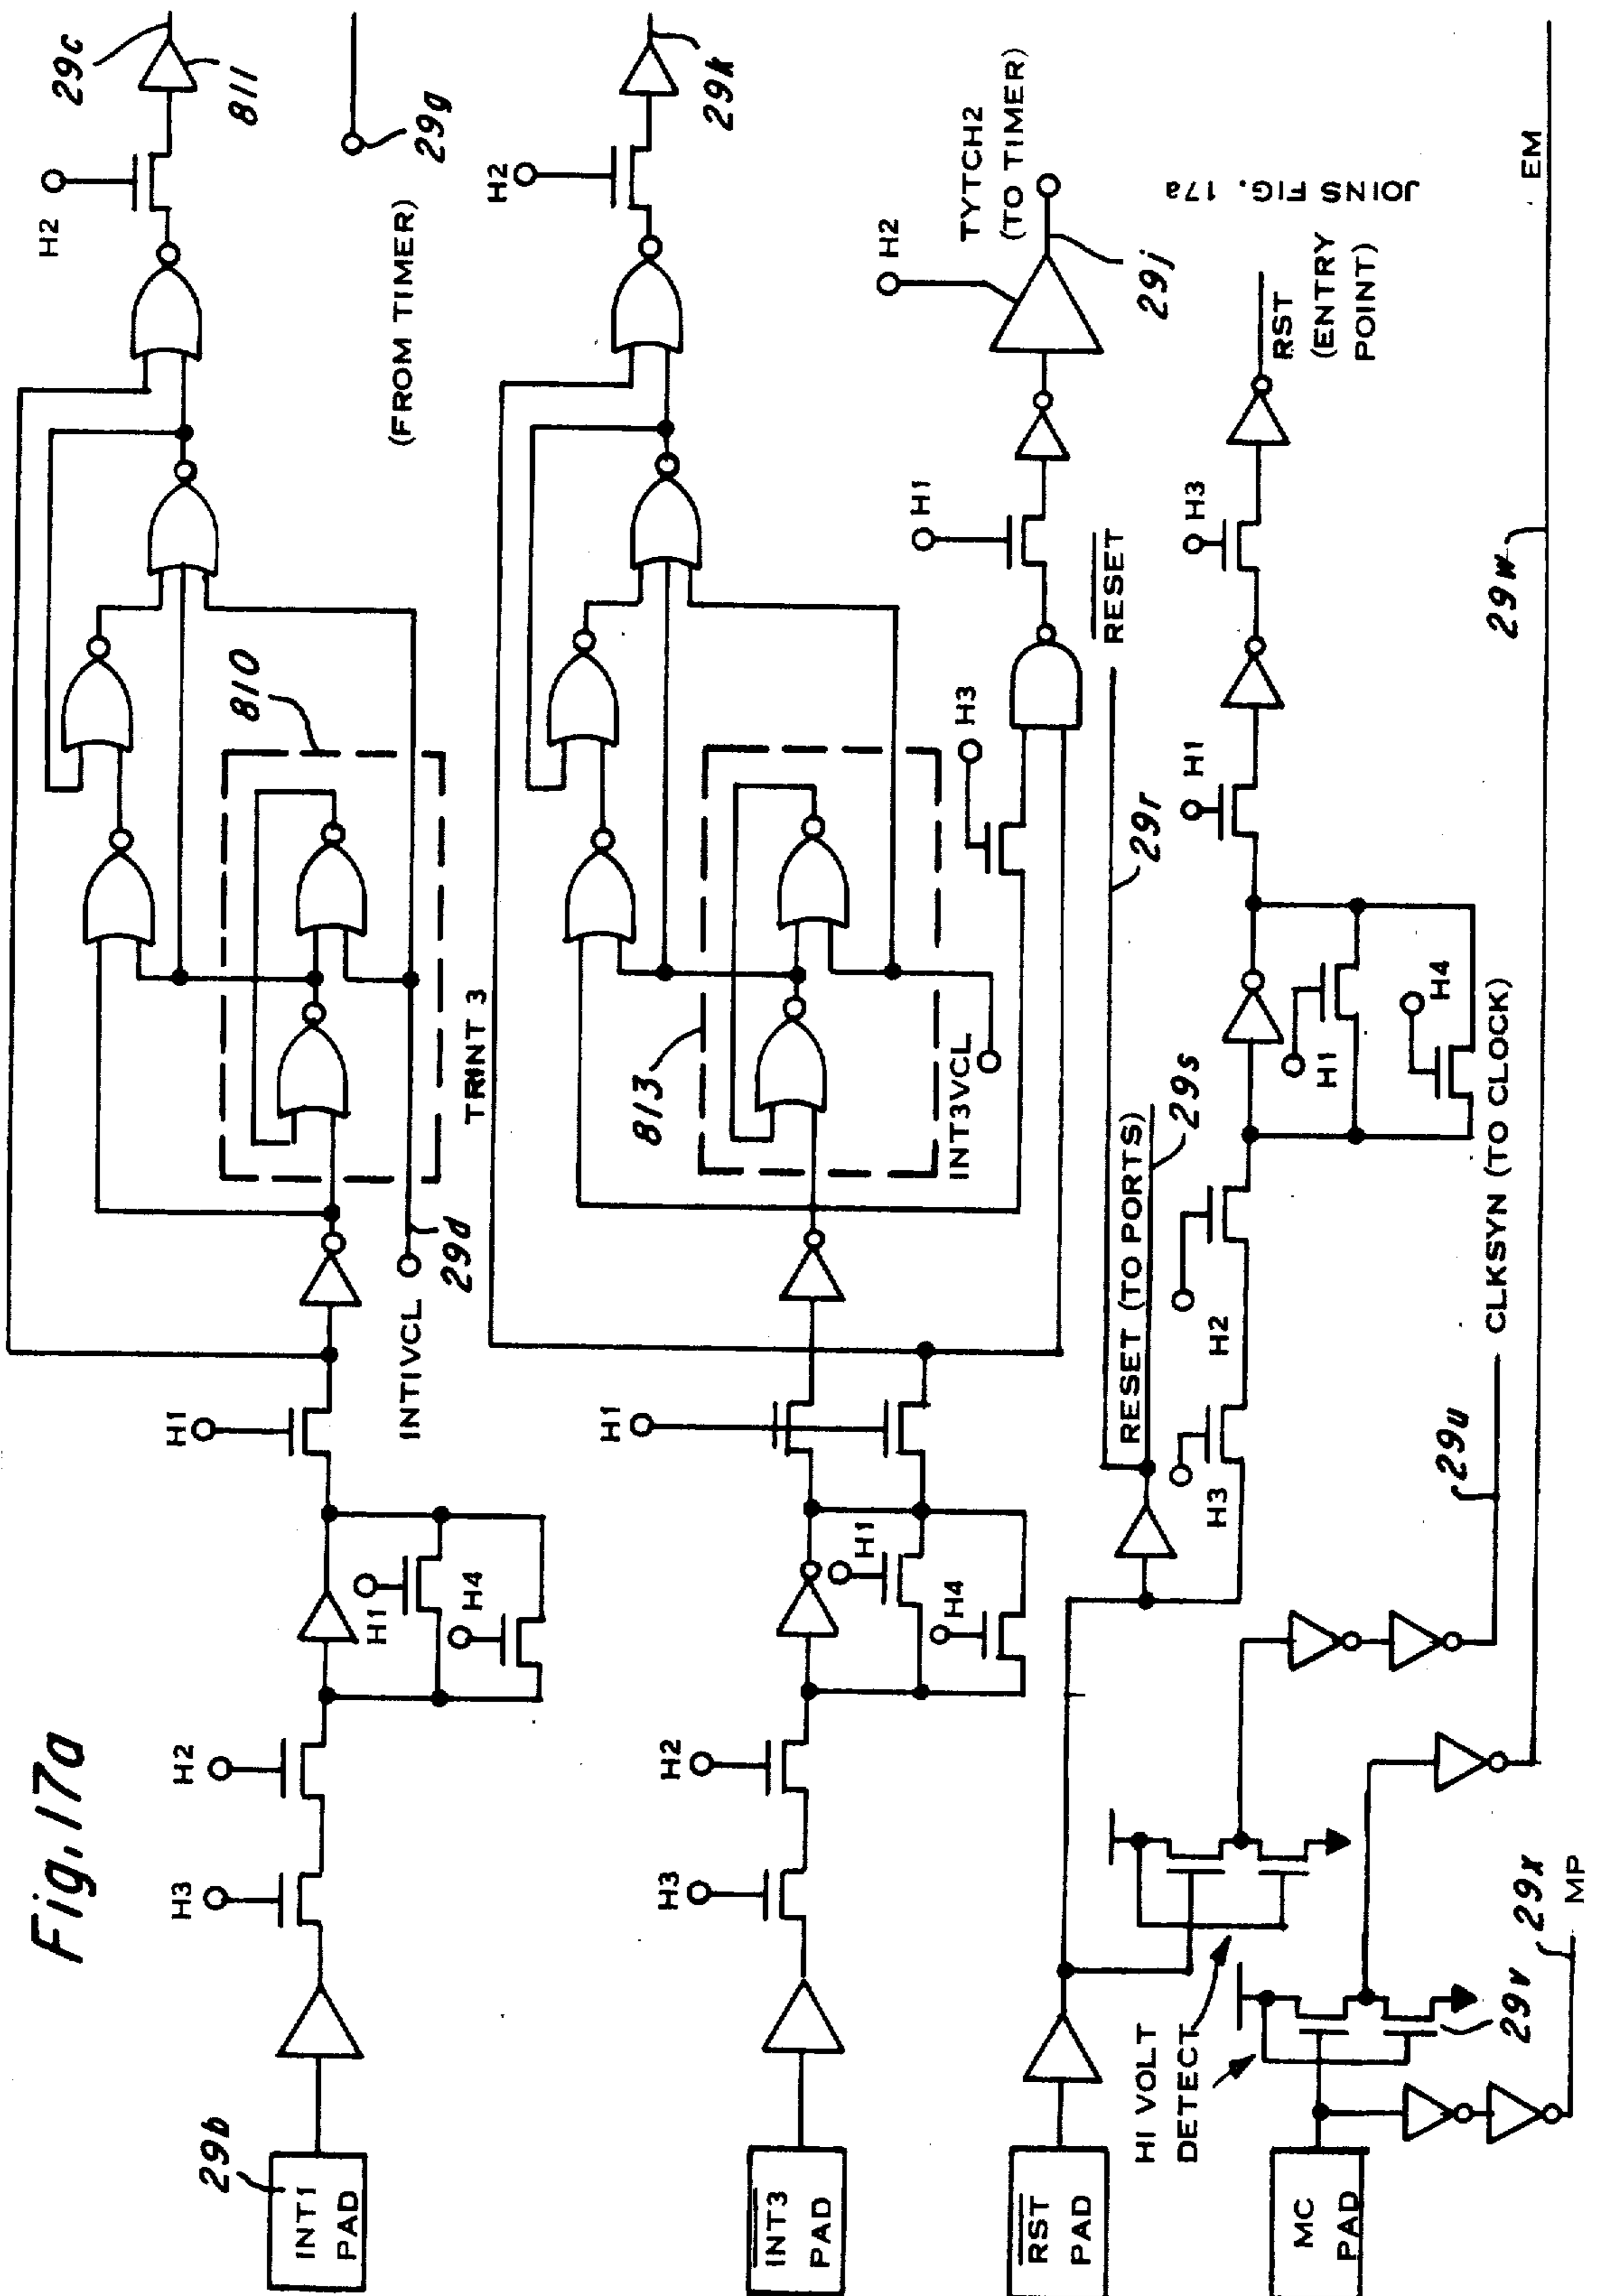 Fig. 17a
29b
INT1
PAD
H3
H2
H1
H4
H1
INTIVCL
29d
810
H2
29c
811
(FROM TIMER)
29g
TRINT 3
INT3
PAD
H3
H2
H1
H4
H1
813
INT3VCL
H2
29k
H3
H1
H2
TYTCH2
(TO TIMER)
29j
RST
PAD
RESET (TO PORTS)
29s
29r
RESET
H3
H2
H1
H4
H1
H3
RST
(ENTRY
POINT)
JOINS FIG. 17a
HI VOLT
DETECT
MC
PAD
29v
29x
MP
29u
CLKSYN (TO CLOCK)
29w
EM